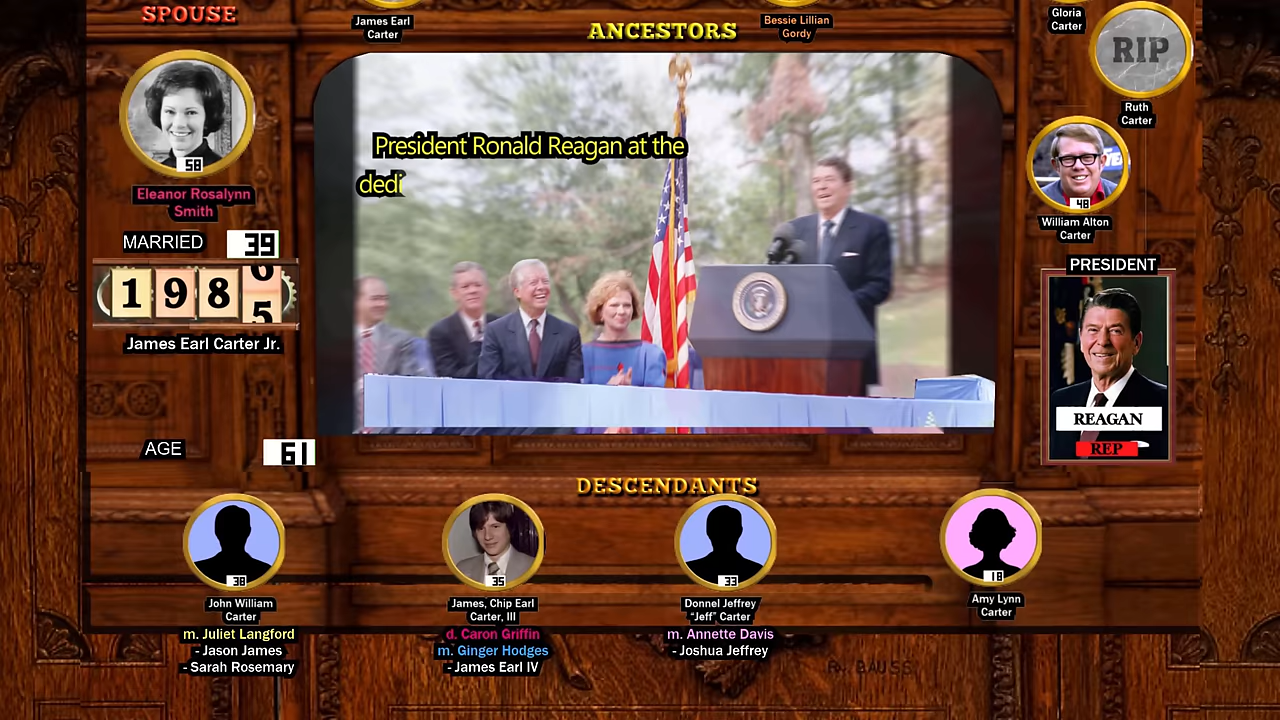 SPOUSE
James Earl
Carter
ANCESTORS
Bessie Lillian
Gordy
Gloria
Carter
RIP
Ruth
Carter
58
Eleanor Rosalynn
Smith
MARRIED 39
1 9 8 6
5
James Earl Carter Jr.
AGE 61
President Ronald Reagan at the
dedi
48
William Alton
Carter
PRESIDENT
REAGAN
REP
DESCENDANTS
38
John William
Carter
m. Juliet Langford
- Jason James
- Sarah Rosemary
35
James, Chip Earl
Carter, III
d. Caron Griffin
m. Ginger Hodges
- James Earl IV
33
Donnel Jeffrey
"Jeff" Carter
m. Annette Davis
- Joshua Jeffrey
18
Amy Lynn
Carter